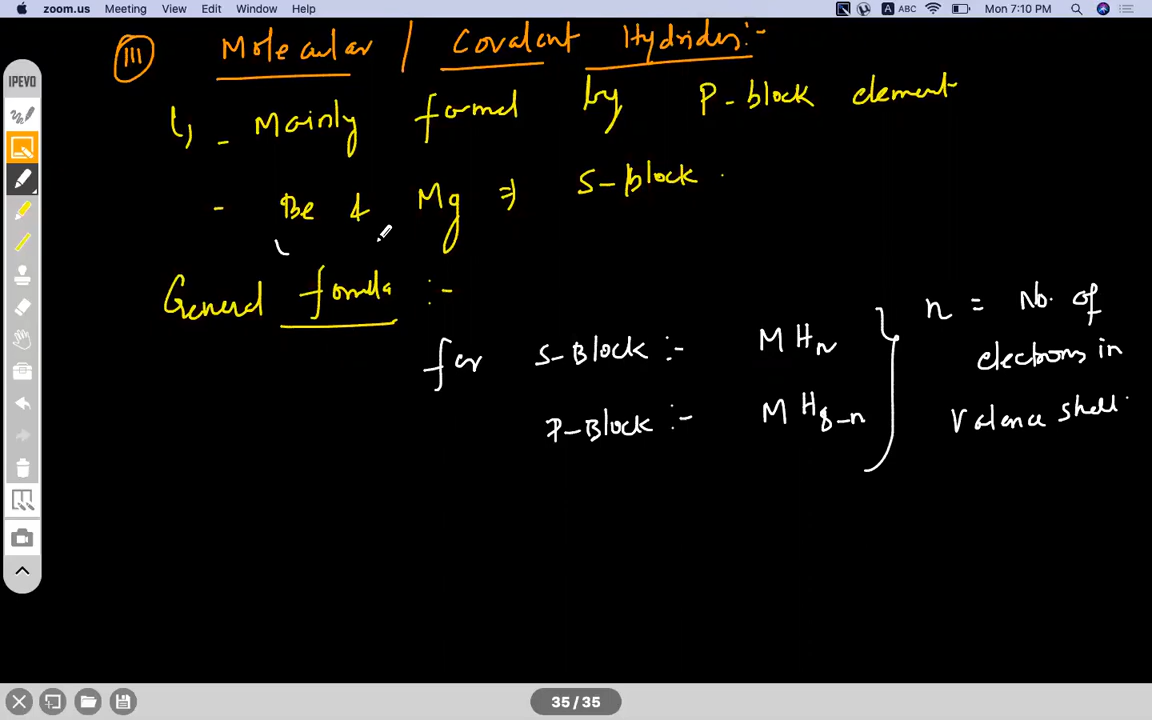 zoom.us Meeting View Edit Window Help
A ABC Mon 7:10 PM
IPEVO
III Molecular / Covalent Hydrides:-
- Mainly formed by P-block element
- Be & Mg ⇒ S-Block.
General formula :-
for S-Block :- MHn
P-Block :- MH8-n
n = No. of
electrons in
Valence shell.
35 / 35